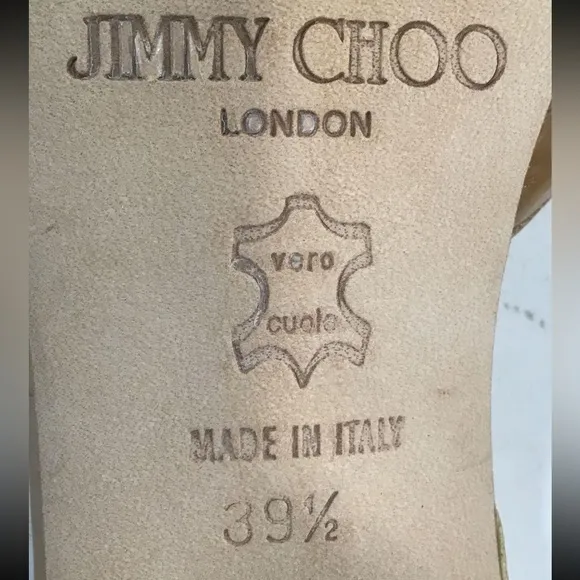 JIMMY CHOO
LONDON
vero
cuoio
MADE IN ITALY
39½